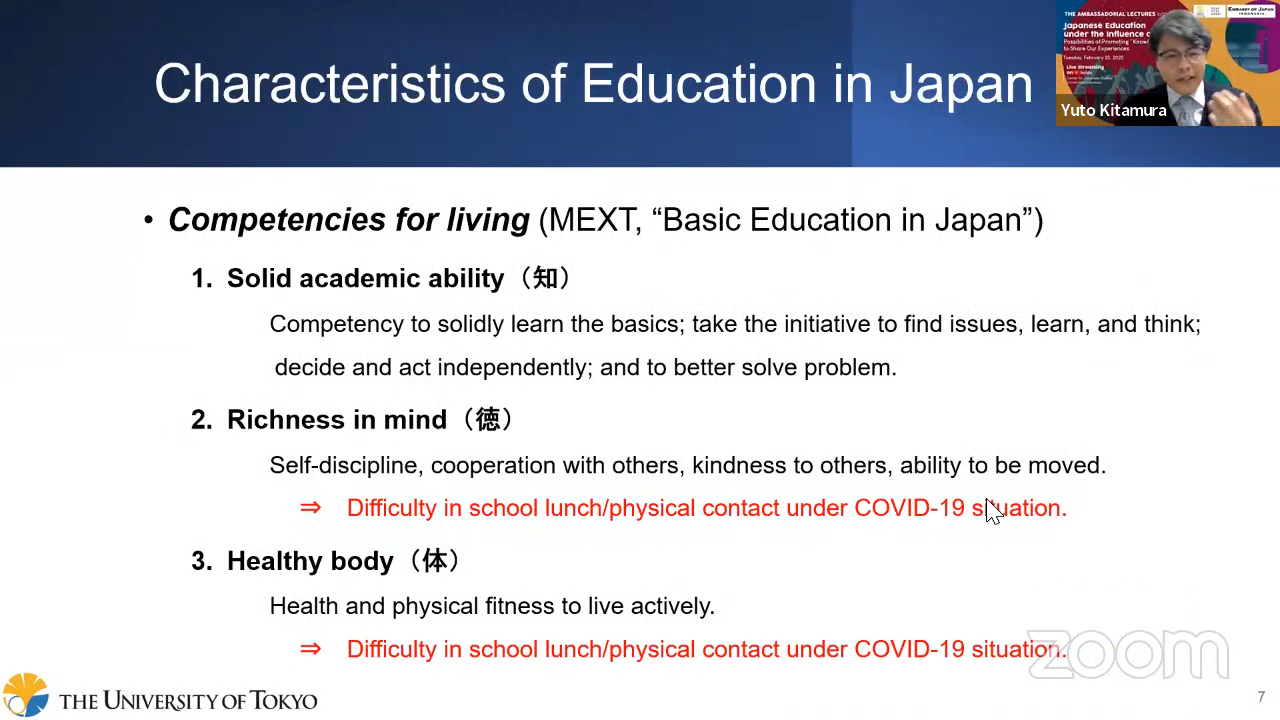 Characteristics of Education in Japan
THE AMBASSADORIAL LECTURES
EMBASSY OF JAPAN
INDONESIA
Japanese Education
under the Influence
Possibilities of Promoting
to Share Our Experiences
Tuesday, February 22, 2022
Live Streaming
on
Yuto Kitamura
• Competencies for living (MEXT, “Basic Education in Japan”)
1. Solid academic ability（知）
Competency to solidly learn the basics; take the initiative to find issues, learn, and think;
decide and act independently; and to better solve problem.
2. Richness in mind（徳）
Self-discipline, cooperation with others, kindness to others, ability to be moved.
⇒ Difficulty in school lunch/physical contact under COVID-19 situation.
3. Healthy body（体）
Health and physical fitness to live actively.
⇒ Difficulty in school lunch/physical contact under COVID-19 situation.
zoom
THE UNIVERSITY OF TOKYO
7